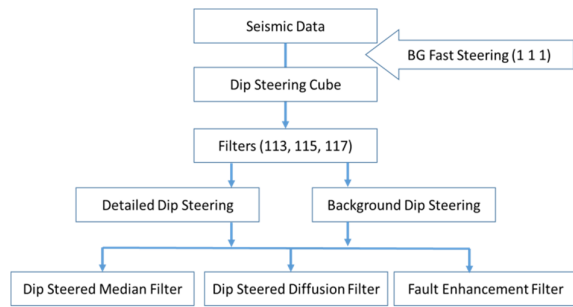 Seismic Data
BG Fast Steering (1 1 1)
Dip Steering Cube
Filters (113, 115, 117)
Detailed Dip Steering
Background Dip Steering
Dip Steered Median Filter
Dip Steered Diffusion Filter
Fault Enhancement Filter